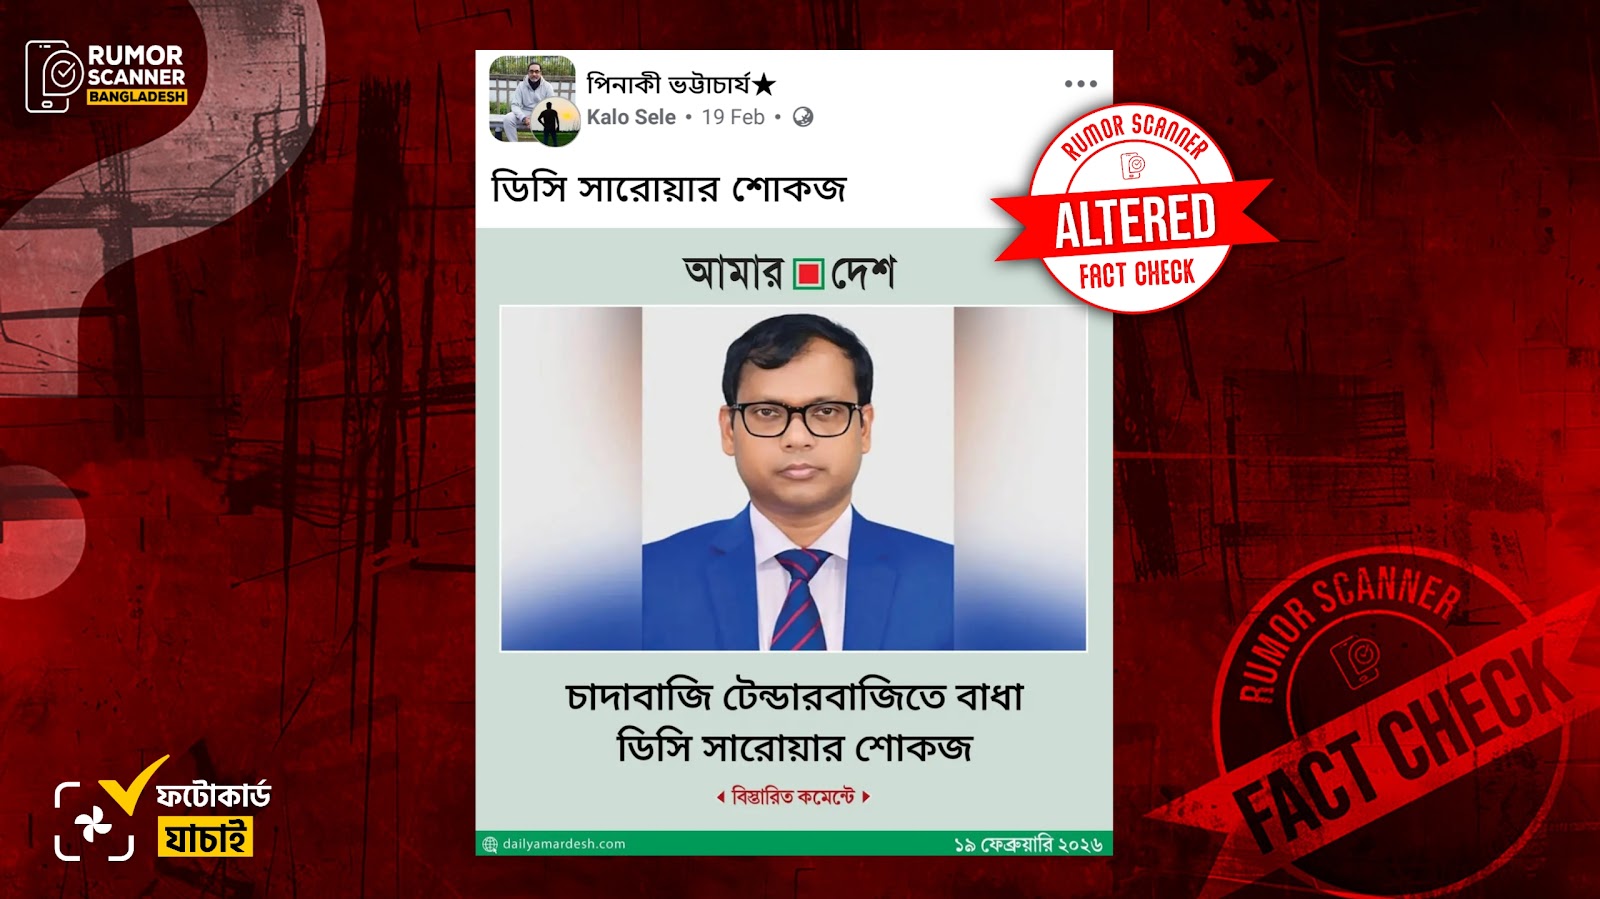 RUMOR
SCANNER
BANGLADESH
পিনাকী ভট্টাচার্য★
Kalo Sele • 19 Feb •
ডিসি সারোয়ার শোকজ
RUMOR SCANNER
ALTERED
FACT CHECK
আমার দেশ
চাদাবাজি টেন্ডারবাজিতে বাধা
ডিসি সারোয়ার শোকজ
বিস্তারিত কমেন্টে
dailyamardesh.com
১৯ ফেব্রুয়ারি ২০২৬
ফটোকার্ড
যাচাই
RUMOR SCANNER
FACT CHECK